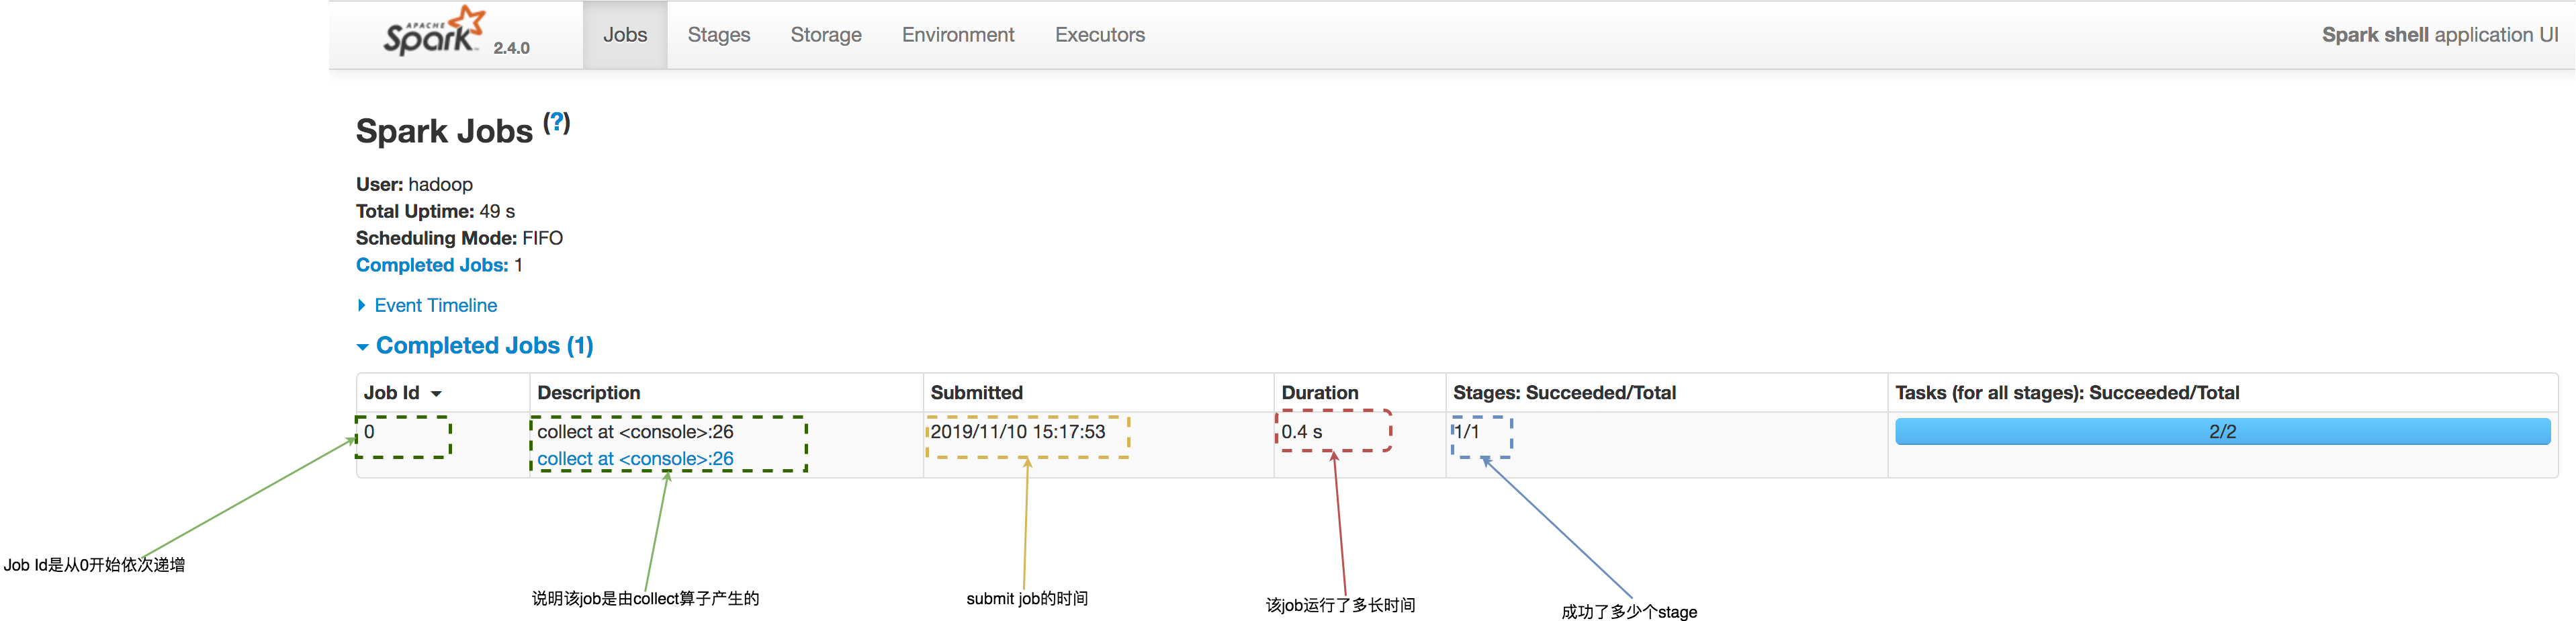 APACHE
Spark™ 2.4.0
Jobs
Stages
Storage
Environment
Executors
Spark shell application UI
Spark Jobs (?)
User: hadoop
Total Uptime: 49 s
Scheduling Mode: FIFO
Completed Jobs: 1
Event Timeline
Completed Jobs (1)
Job Id
Description
Submitted
Duration
Stages: Succeeded/Total
Tasks (for all stages): Succeeded/Total
0
collect at <console>:26
collect at <console>:26
2019/11/10 15:17:53
0.4 s
1/1
2/2
Job Id是从0开始依次递增
说明该job是由collect算子产生的
submit job的时间
该job运行了多长时间
成功了多少个stage